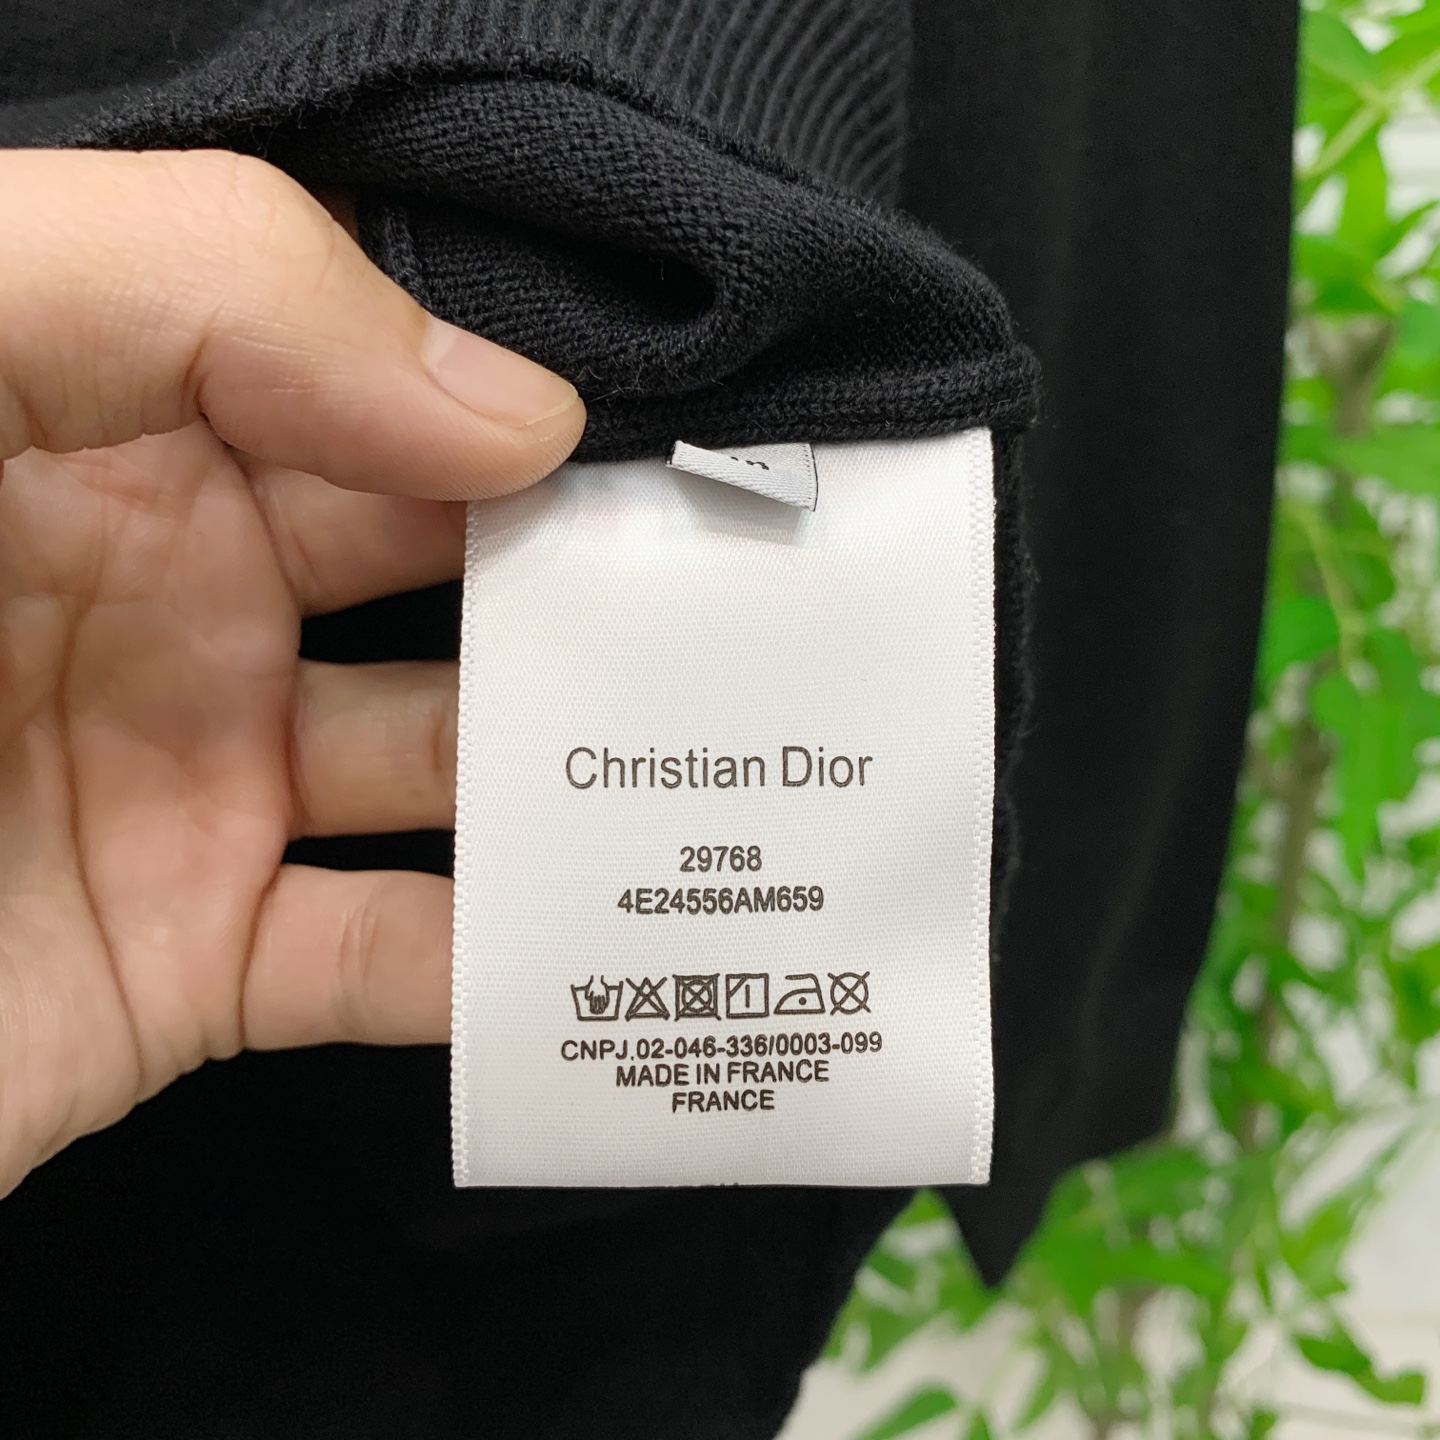 Christian Dior
29768
4E24556AM659
CNPJ.02-046-336/0003-099
MADE IN FRANCE
FRANCE